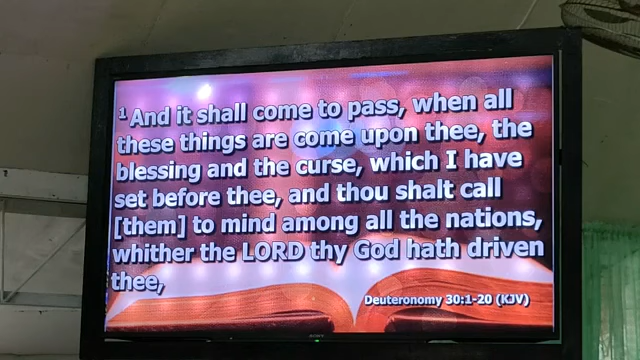 1 And it shall come to pass, when all
these things are come upon thee, the
blessing and the curse, which I have
set before thee, and thou shalt call
[them] to mind among all the nations,
whither the LORD thy God hath driven
thee,
Deuteronomy 30:1-20 (KJV)
SONY